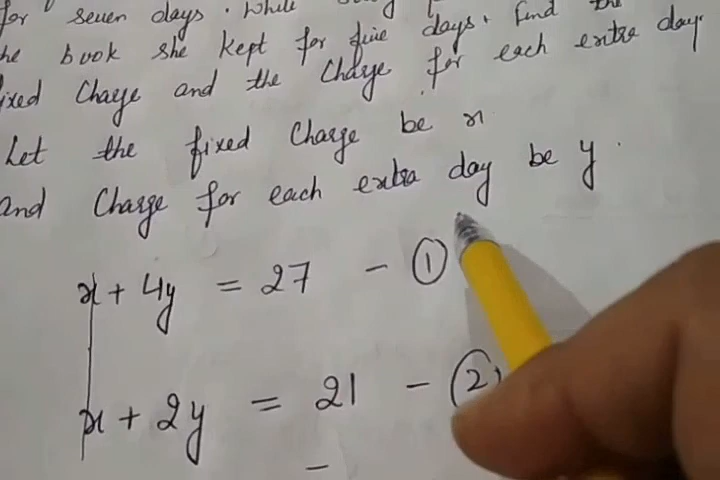 for seven days. While
book she kept for five days. Find the
Charge and the Charge for each extra day
Let the fixed Charge be x
and Charge for each extra day be y.
x + 4y = 27 - ①
x + 2y = 21 - ②
-